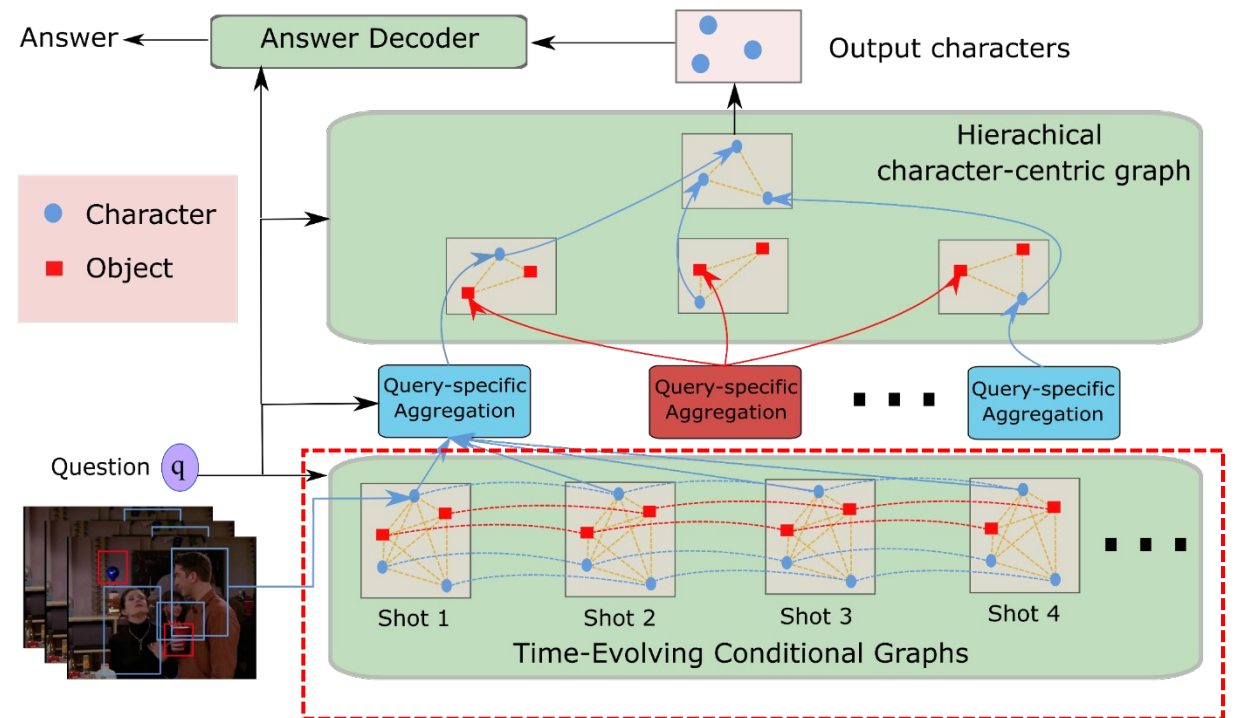 Answer
Answer Decoder
Output characters
Hierachical
character-centric graph
Character
Object
Query-specific
Aggregation
Query-specific
Aggregation
Query-specific
Aggregation
Question
q
Shot 1
Shot 2
Shot 3
Shot 4
Time-Evolving Conditional Graphs